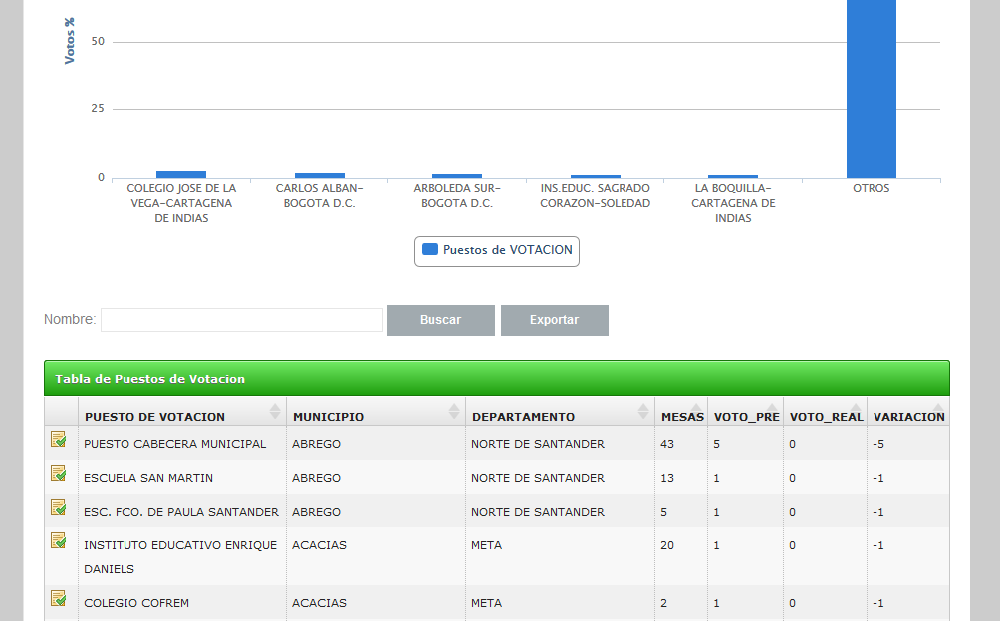 Votos %
50
25
0
COLEGIO JOSE DE LA
VEGA-CARTAGENA
DE INDIAS
CARLOS ALBAN-
BOGOTA D.C.
ARBOLEDA SUR-
BOGOTA D.C.
INS.EDUC. SAGRADO
CORAZON-SOLEDAD
LA BOQUILLA-
CARTAGENA DE
INDIAS
OTROS
Puestos de VOTACION
Nombre: Buscar Exportar
Tabla de Puestos de Votacion
PUESTO DE VOTACION MUNICIPIO DEPARTAMENTO MESAS VOTO_PRE VOTO_REAL VARIACION
PUESTO CABECERA MUNICIPAL ABREGO NORTE DE SANTANDER 43 5 0 -5
ESCUELA SAN MARTIN ABREGO NORTE DE SANTANDER 13 1 0 -1
ESC. FCO. DE PAULA SANTANDER ABREGO NORTE DE SANTANDER 5 1 0 -1
INSTITUTO EDUCATIVO ENRIQUE ACACIAS META 20 1 0 -1
DANIELS
COLEGIO COFREM ACACIAS META 2 1 0 -1